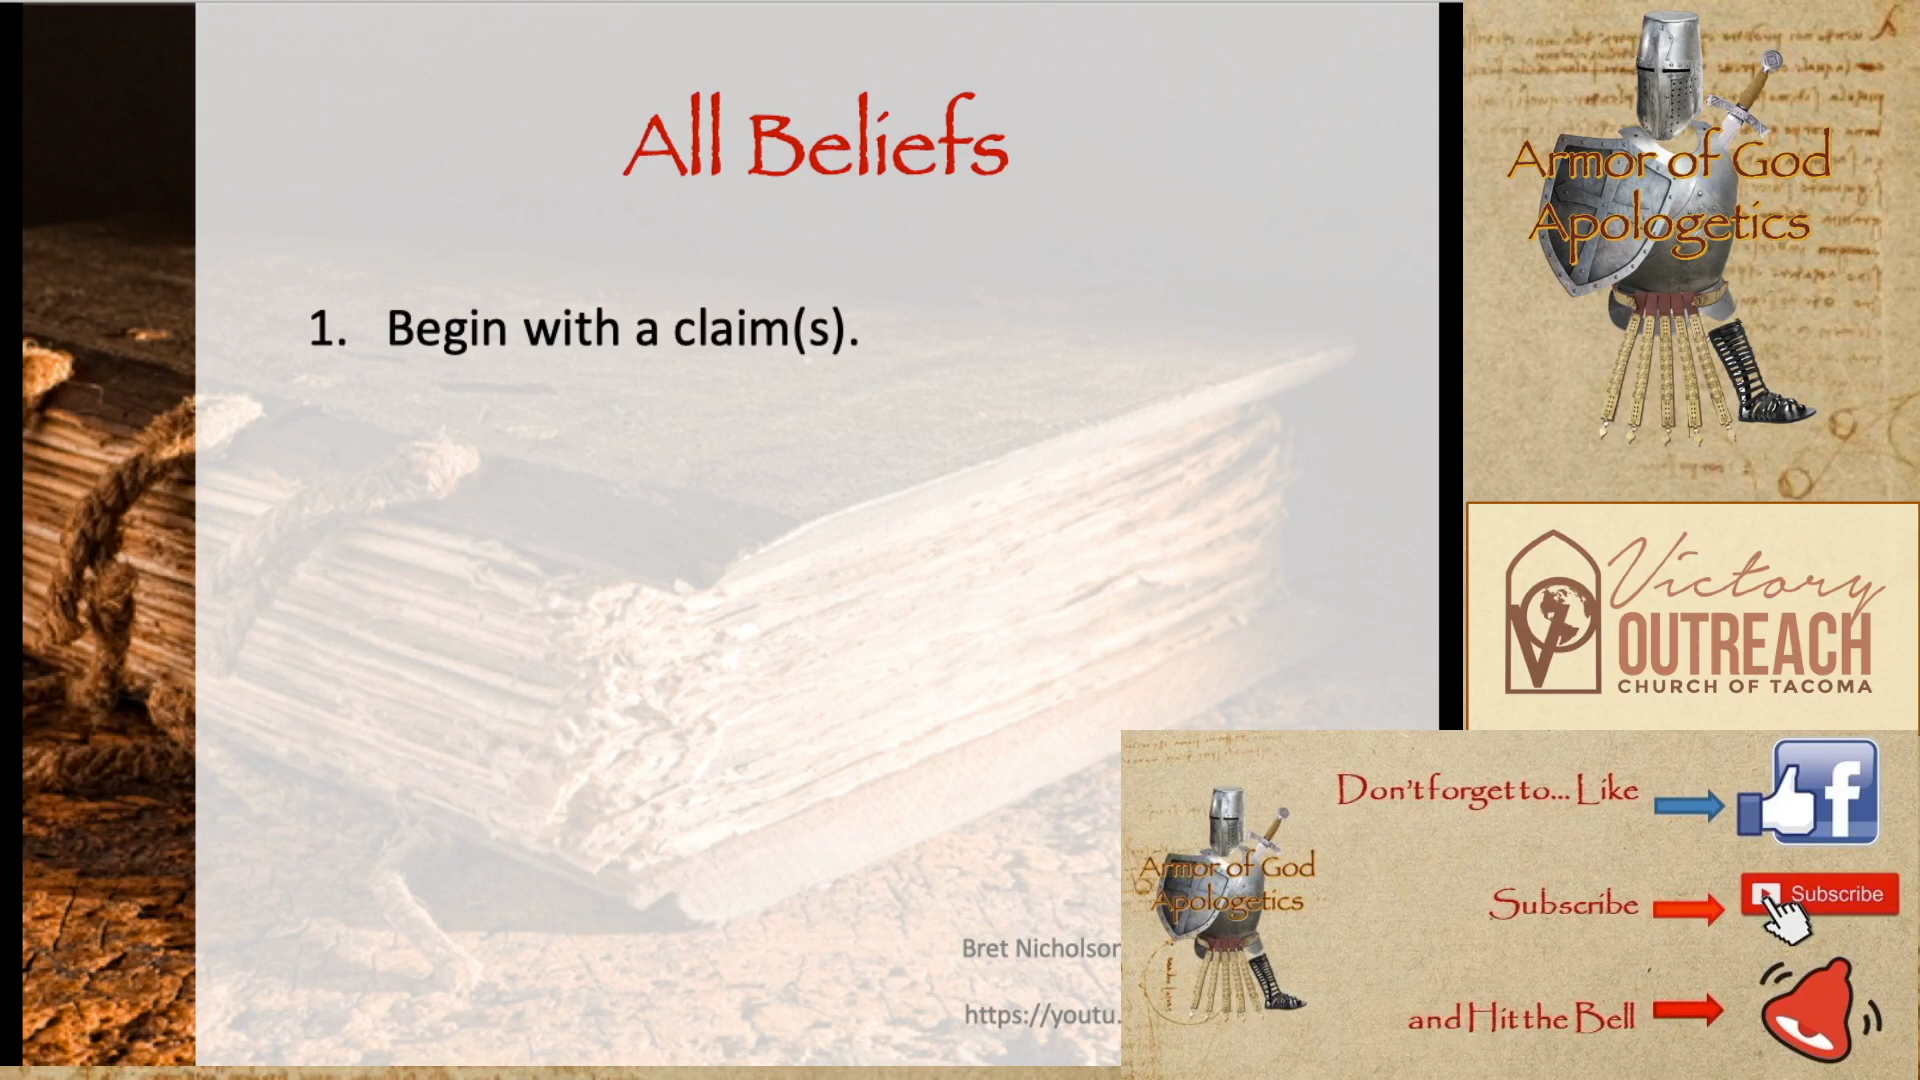 All Beliefs
1. Begin with a claim(s).
Bret Nicholson
https://youtu.
Armor of God
Apologetics
Victory
OUTREACH
CHURCH OF TACOMA
Don't forget to... Like
f
Armor of God
Apologetics
Subscribe
Subscribe
and Hit the Bell